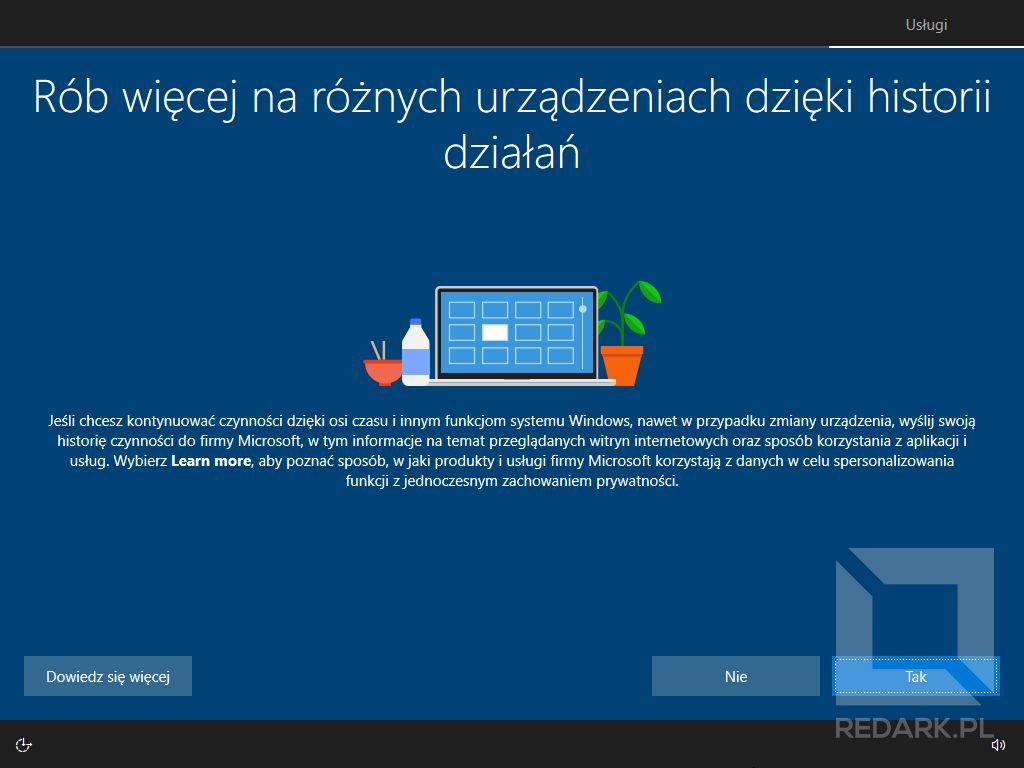 Usługi
Rób więcej na różnych urządzeniach dzięki historii
działań
Jeśli chcesz kontynuować czynności dzięki osi czasu i innym funkcjom systemu Windows, nawet w przypadku zmiany urządzenia, wyślij swoją
historię czynności do firmy Microsoft, w tym informacje na temat przeglądanych witryn internetowych oraz sposób korzystania z aplikacji i
usług. Wybierz Learn more, aby poznać sposób, w jaki produkty i usługi firmy Microsoft korzystają z danych w celu spersonalizowania
funkcji z jednoczesnym zachowaniem prywatności.
Dowiedz się więcej
Nie
Tak
REDARK.PL